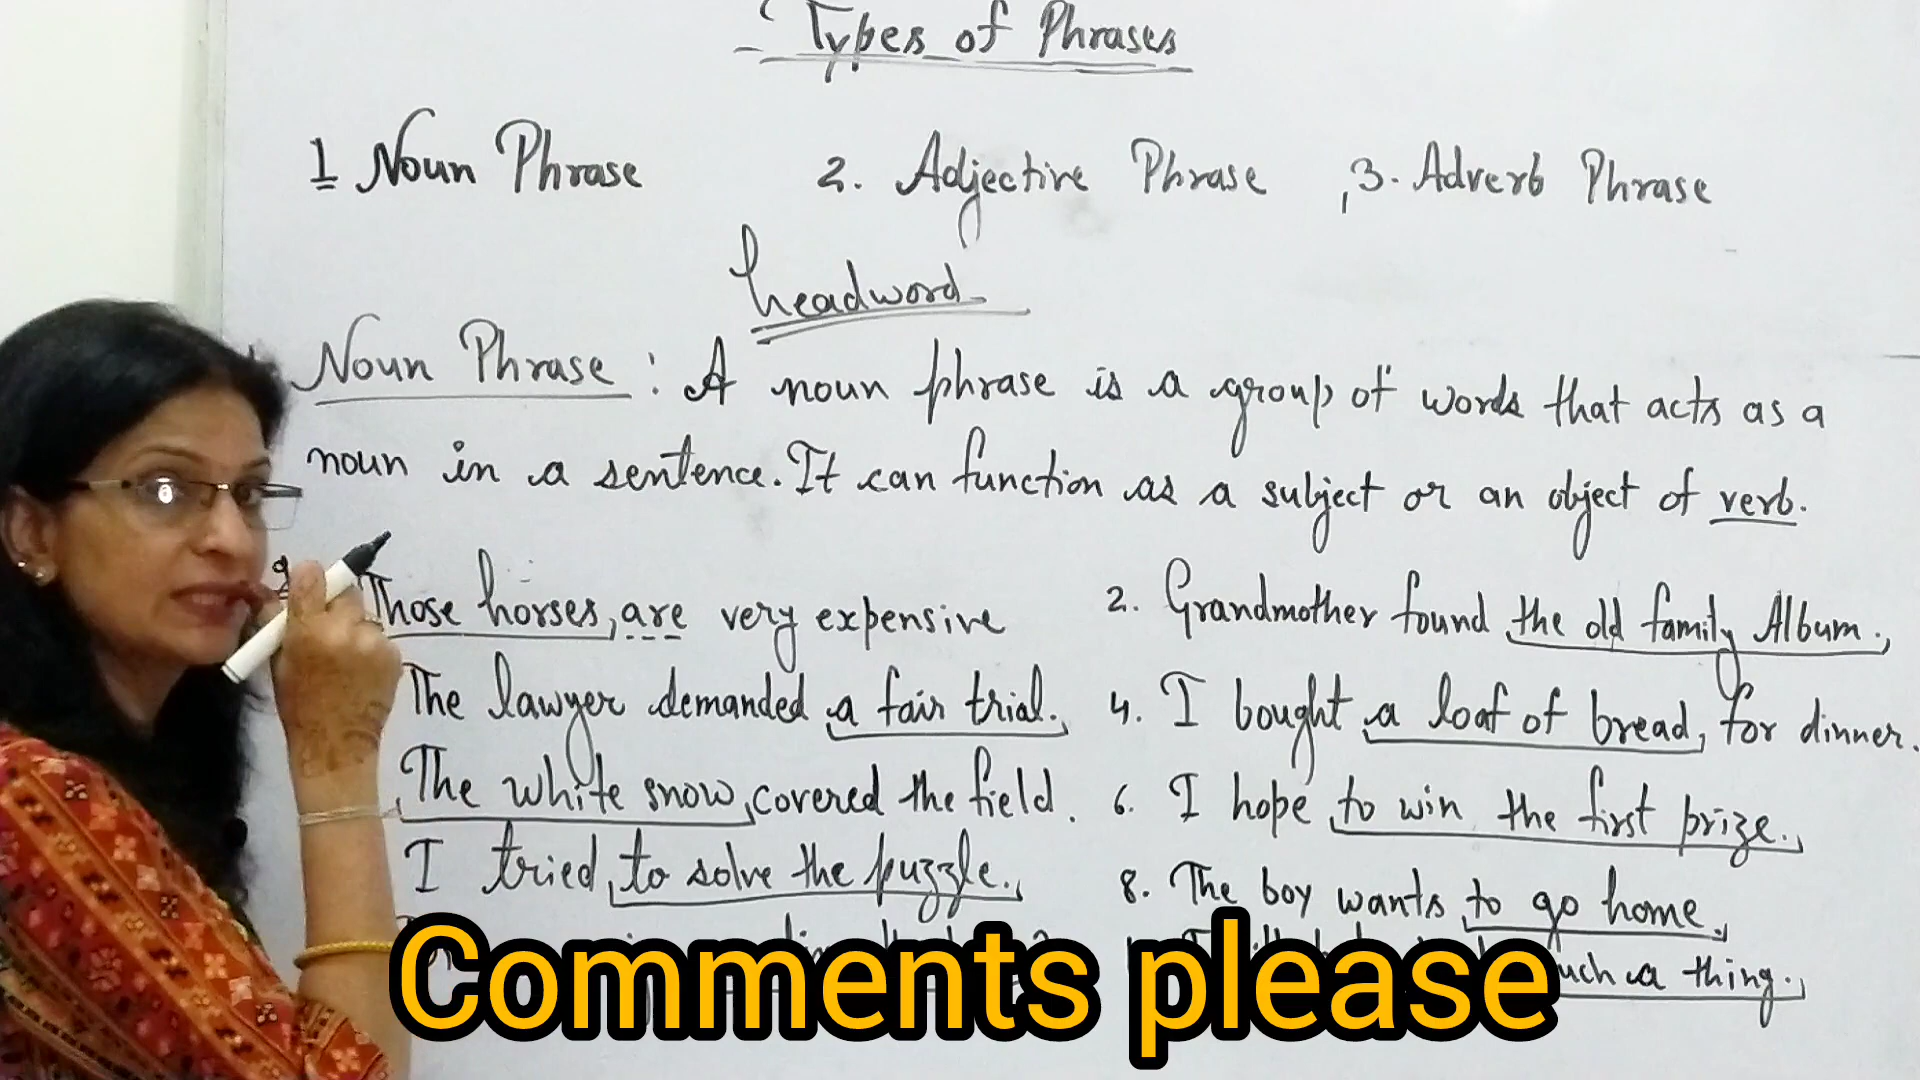 Types of Phrases
1 Noun Phrase 2. Adjective Phrase, 3. Adverb Phrase
headword
Noun Phrase : A noun phrase is a group of words that acts as a
noun in a sentence. It can function as a subject or an object of verb.
Those horses, are very expensive
2. Grandmother found the old family Album.
The lawyer demanded a fair trial.
4. I bought a loaf of bread, for dinner.
The white snow, covered the field.
6. I hope to win the first prize.
I tried to solve the puzzle.
8. The boy wants to go home.
such a thing.
Comments please